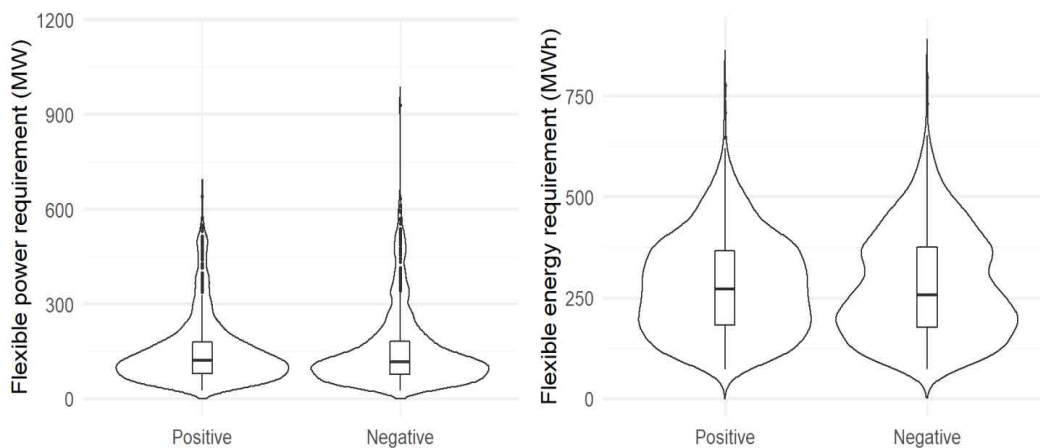 Flexible power requirement (MW)
1200
900
600
300
0
Positive
Negative
Flexible energy requirement (MWh)
750
500
250
0
Positive
Negative